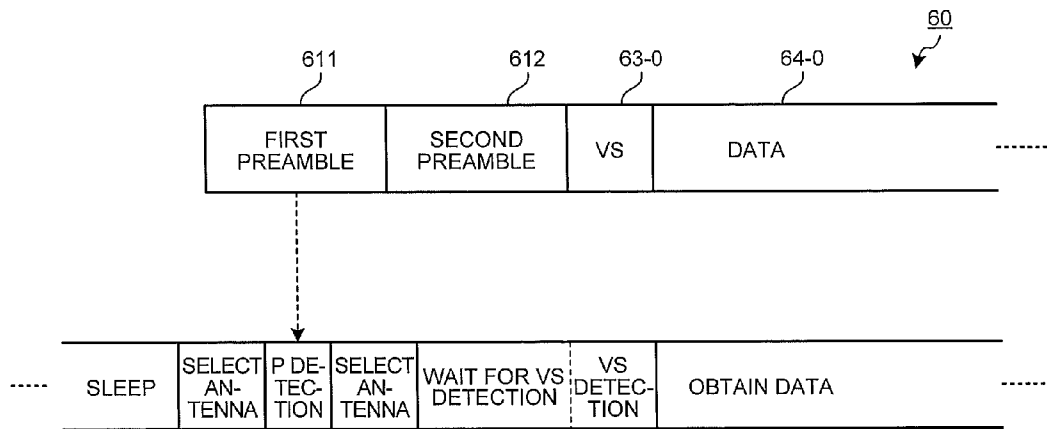 60
611
612
63-0
64-0
FIRST
PREAMBLE
SECOND
PREAMBLE
VS
DATA
SLEEP
SELECT
AN-
TENNA
P DE-
TEC-
TION
SELECT
AN-
TENNA
WAIT FOR VS
DETECTION
VS
DETEC-
TION
OBTAIN DATA